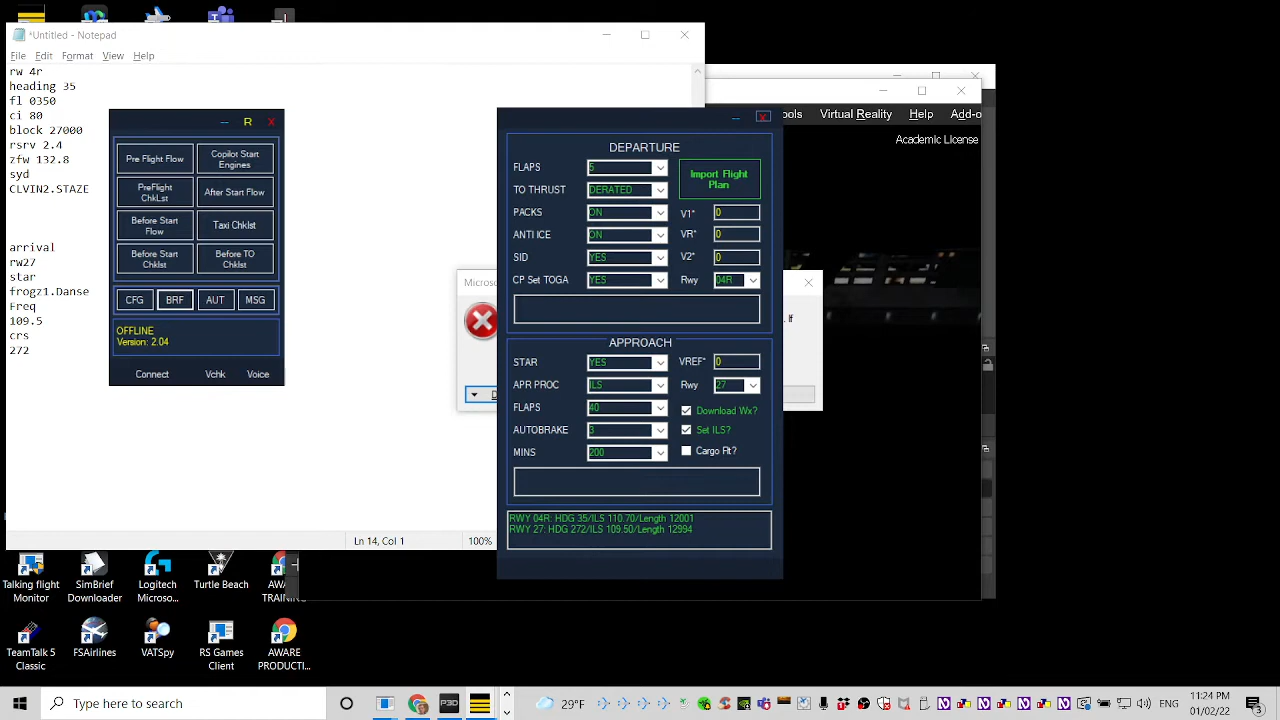 *Untitled - Notepad
File Edit Format View Help
rw 4r
heading 35
fl 0350
block 27000
rsrv 2.4
zfw 132.8
syd
CLVIN2.STAZE
arrival
rw27
star
freq
109.5
crs
272
Pre Flight Flow
Copilot Start
Engines
PreFlight
ChkLst
After Start Flow
Before Start
Flow
Taxi Chklst
Before Start
Chklst
Before TO
Chklst
CFG BRF AUT MSG
OFFLINE
Version: 2.04
Connect Vchk Voice
Ln 14, Col 1
100%
Microso
If
DEPARTURE
FLAPS 5
TO THRUST DERATED
PACKS ON
ANTI ICE ON
SID YES
CP Set TOGA YES
Import Flight
Plan
V1* 0
VR* 0
V2* 0
Rwy 04R
APPROACH
STAR YES
APR PROC ILS
FLAPS 40
AUTOBRAKE 3
MINS 200
VREF* 0
Rwy 27
Download Wx?
Set ILS?
Cargo Flt?
RWY 04R: HDG 35/ILS 110.70/Length 12001
RWY 27: HDG 272/ILS 109.50/Length 12994
ools Virtual Reality Help Add-o
Academic License
Talking flight
Monitor
SimBrief
Downloader
Logitech
Microso...
Turtle Beach
AWA
TRAINI
TeamTalk 5
Classic
FSAirlines
VATSpy
RS Games
Client
AWARE
PRODUCTI...
Type here to search
P3D
29°F
11:24 PM
01/02/22
3